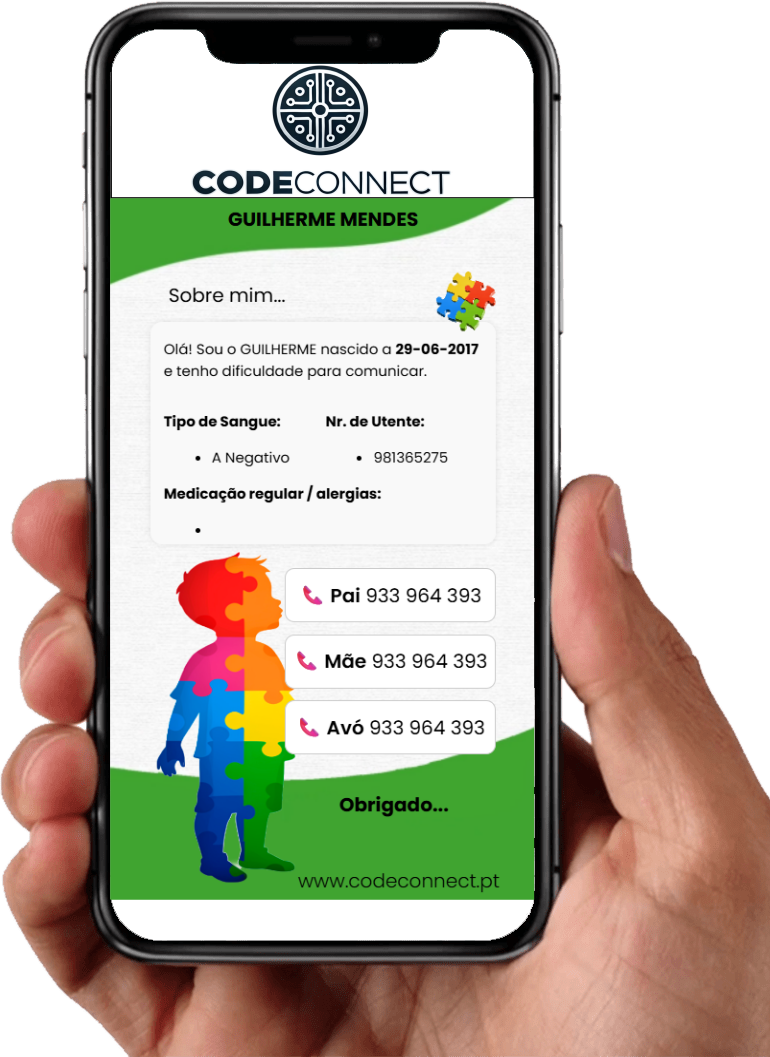 CODECONNECT
GUILHERME MENDES
Sobre mim...
Olá! Sou o GUILHERME nascido a 29-06-2017
e tenho dificuldade para comunicar.
Tipo de Sangue: Nr. de Utente:
• A Negativo • 981365275
Medicação regular / alergias:
•
Pai 933 964 393
Mãe 933 964 393
Avó 933 964 393
Obrigado...
www.codeconnect.pt